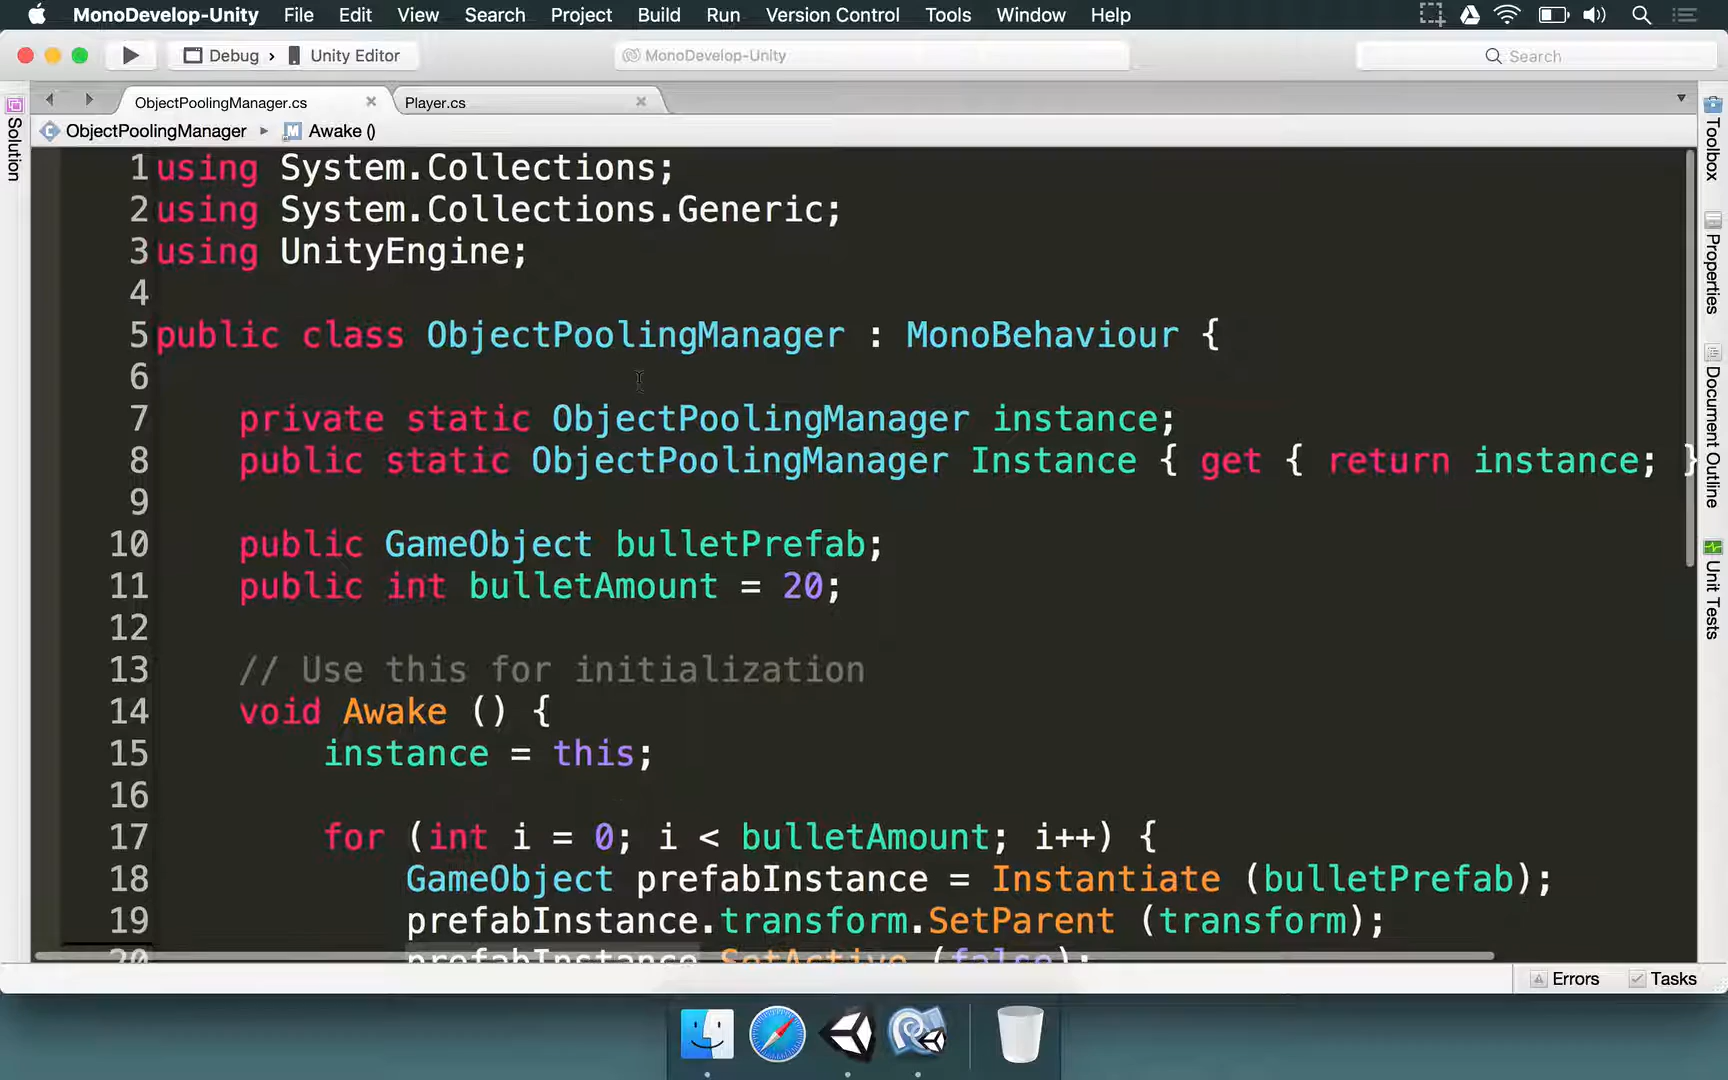 MonoDevelop-Unity File Edit View Search Project Build Run Version Control Tools Window Help
Debug › Unity Editor MonoDevelop-Unity Search
ObjectPoolingManager.cs Player.cs
ObjectPoolingManager Awake ()
Solution
1 using System.Collections;
2 using System.Collections.Generic;
3 using UnityEngine;
4
5 public class ObjectPoolingManager : MonoBehaviour {
6
7 private static ObjectPoolingManager instance;
8 public static ObjectPoolingManager Instance { get { return instance; }
9
10 public GameObject bulletPrefab;
11 public int bulletAmount = 20;
12
13 // Use this for initialization
14 void Awake () {
15 instance = this;
16
17 for (int i = 0; i < bulletAmount; i++) {
18 GameObject prefabInstance = Instantiate (bulletPrefab);
19 prefabInstance.transform.SetParent (transform);
20 prefabInstance.SetActive (false);
Toolbox
Properties
Document Outline
Unit Tests
Errors Tasks